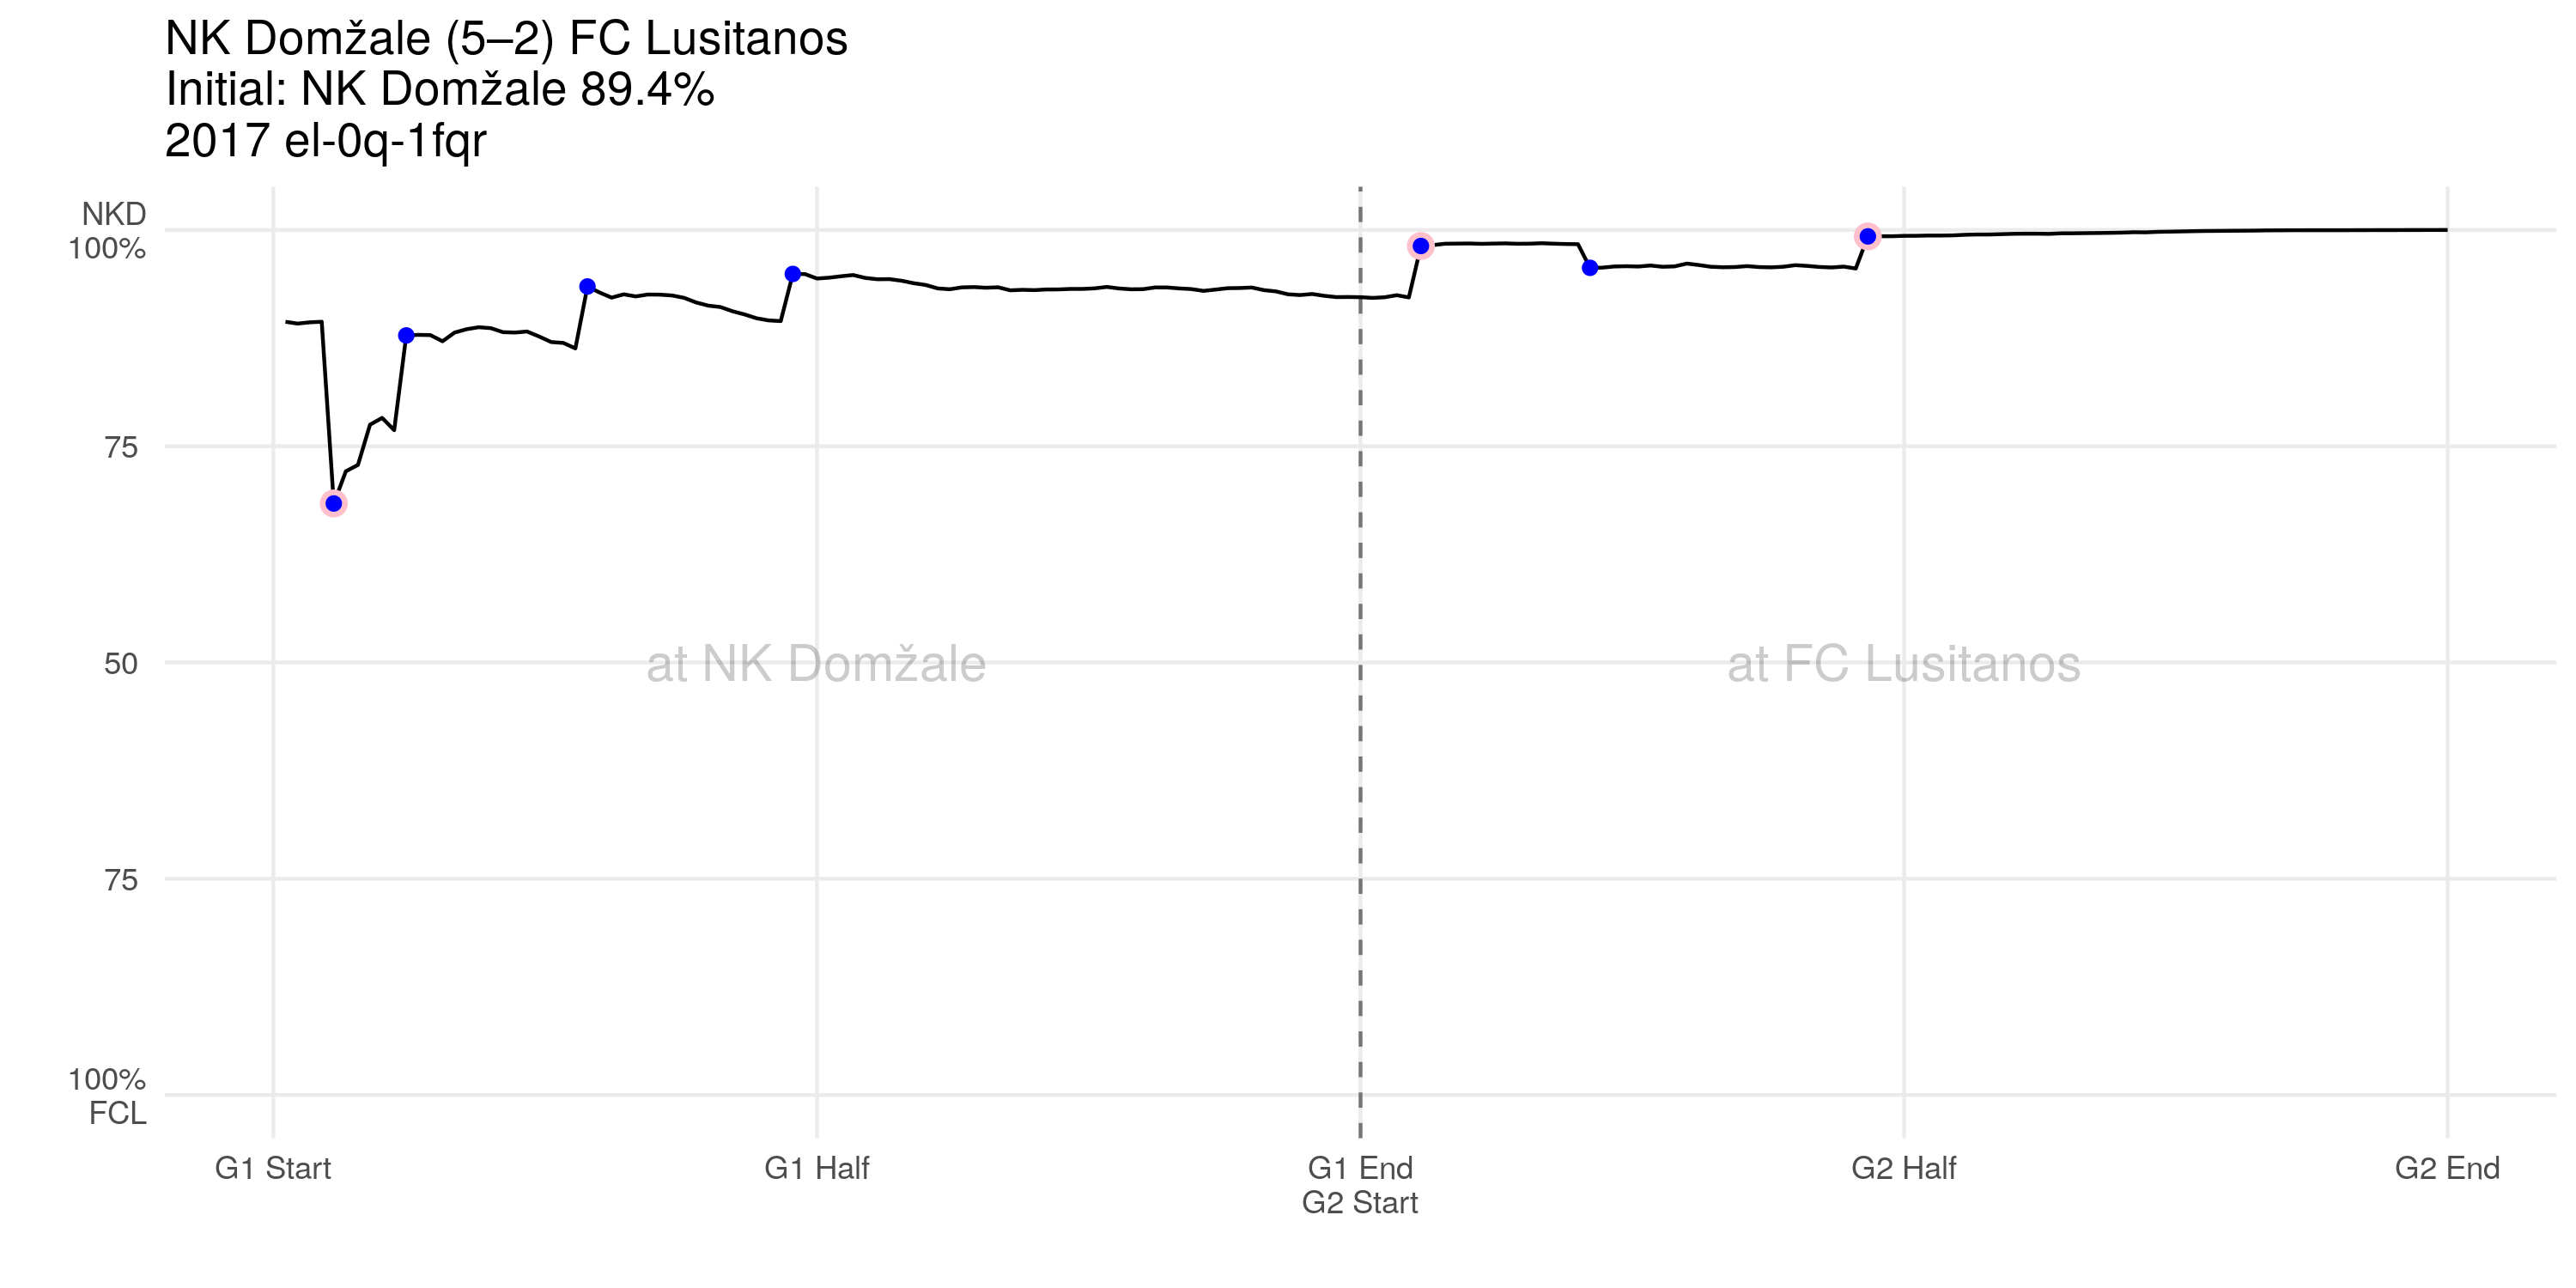 NK Domžale (5–2) FC Lusitanos
Initial: NK Domžale 89.4%
2017 el-0q-1fqr
NKD
100%
75
50
75
100%
FCL
at NK Domžale
at FC Lusitanos
G1 Start
G1 Half
G1 End
G2 Start
G2 Half
G2 End